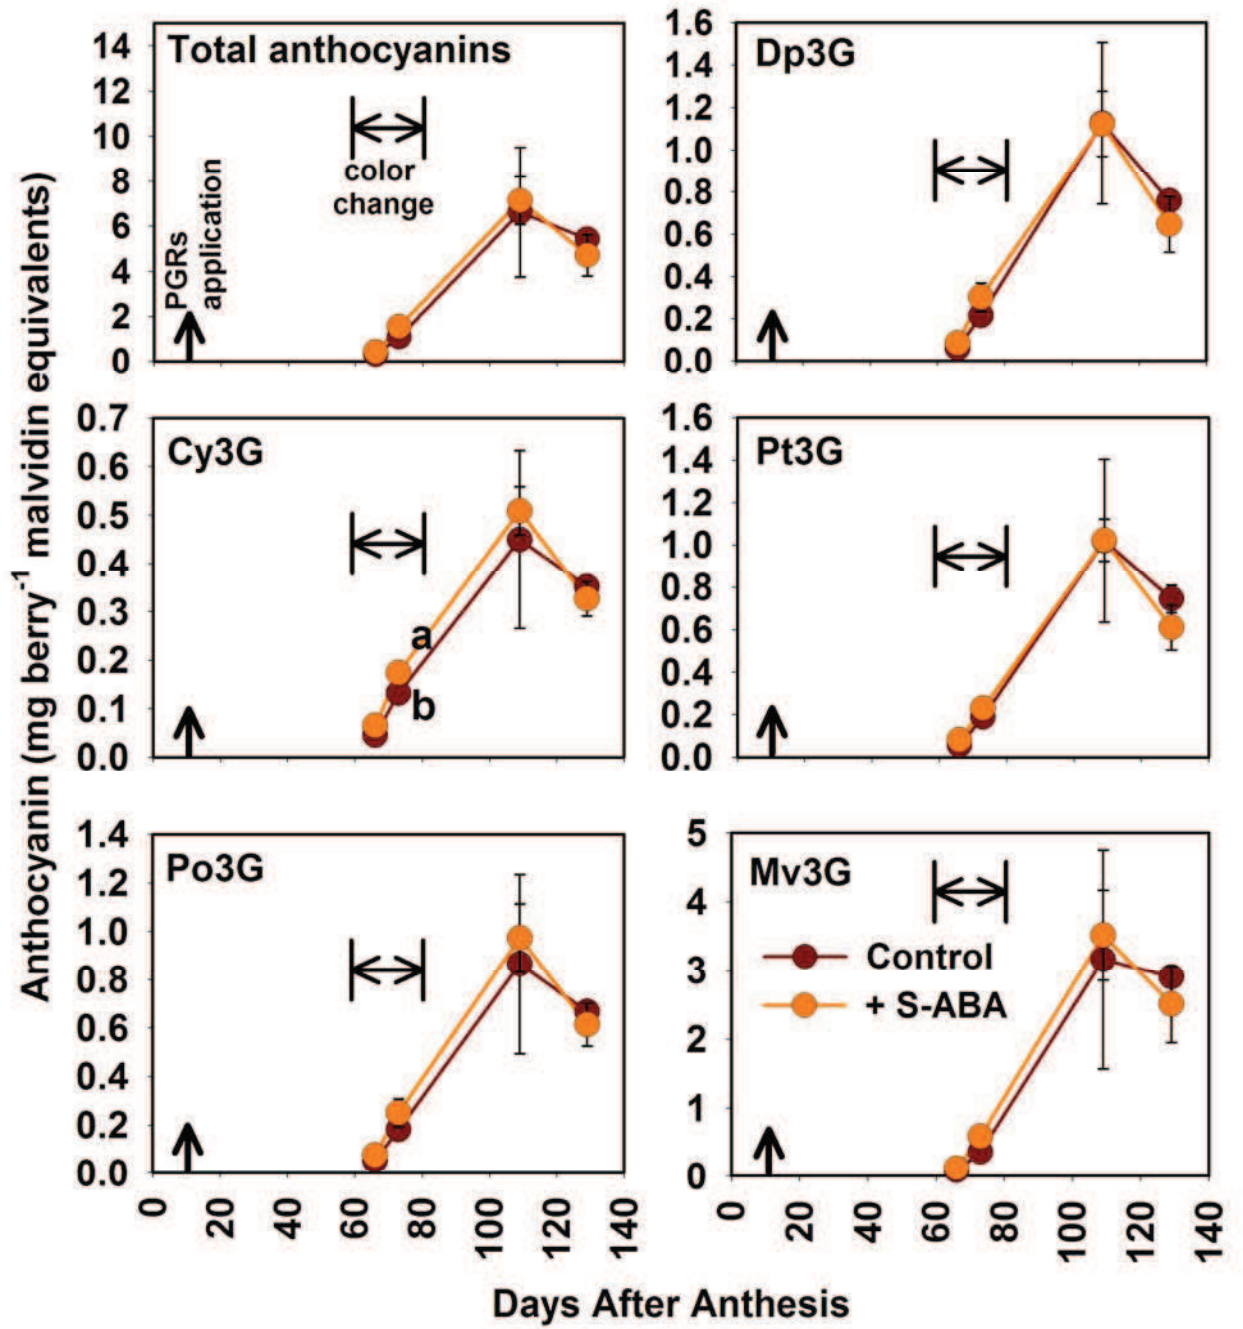 Anthocyanin (mg berry⁻¹ malvidin equivalents)
Total anthocyanins
14
12
10
8
6
4
2
0
color
change
PGRs
application
Dp3G
1.6
1.4
1.2
1.0
0.8
0.6
0.4
0.2
0.0
Cy3G
0.7
0.6
0.5
0.4
0.3
0.2
0.1
0.0
a
b
Pt3G
1.6
1.4
1.2
1.0
0.8
0.6
0.4
0.2
0.0
Po3G
1.4
1.2
1.0
0.8
0.6
0.4
0.2
0.0
0 20 40 60 80 100 120 140
Mv3G
5
4
3
2
1
0
Control
+ S-ABA
0 20 40 60 80 100 120 140
Days After Anthesis